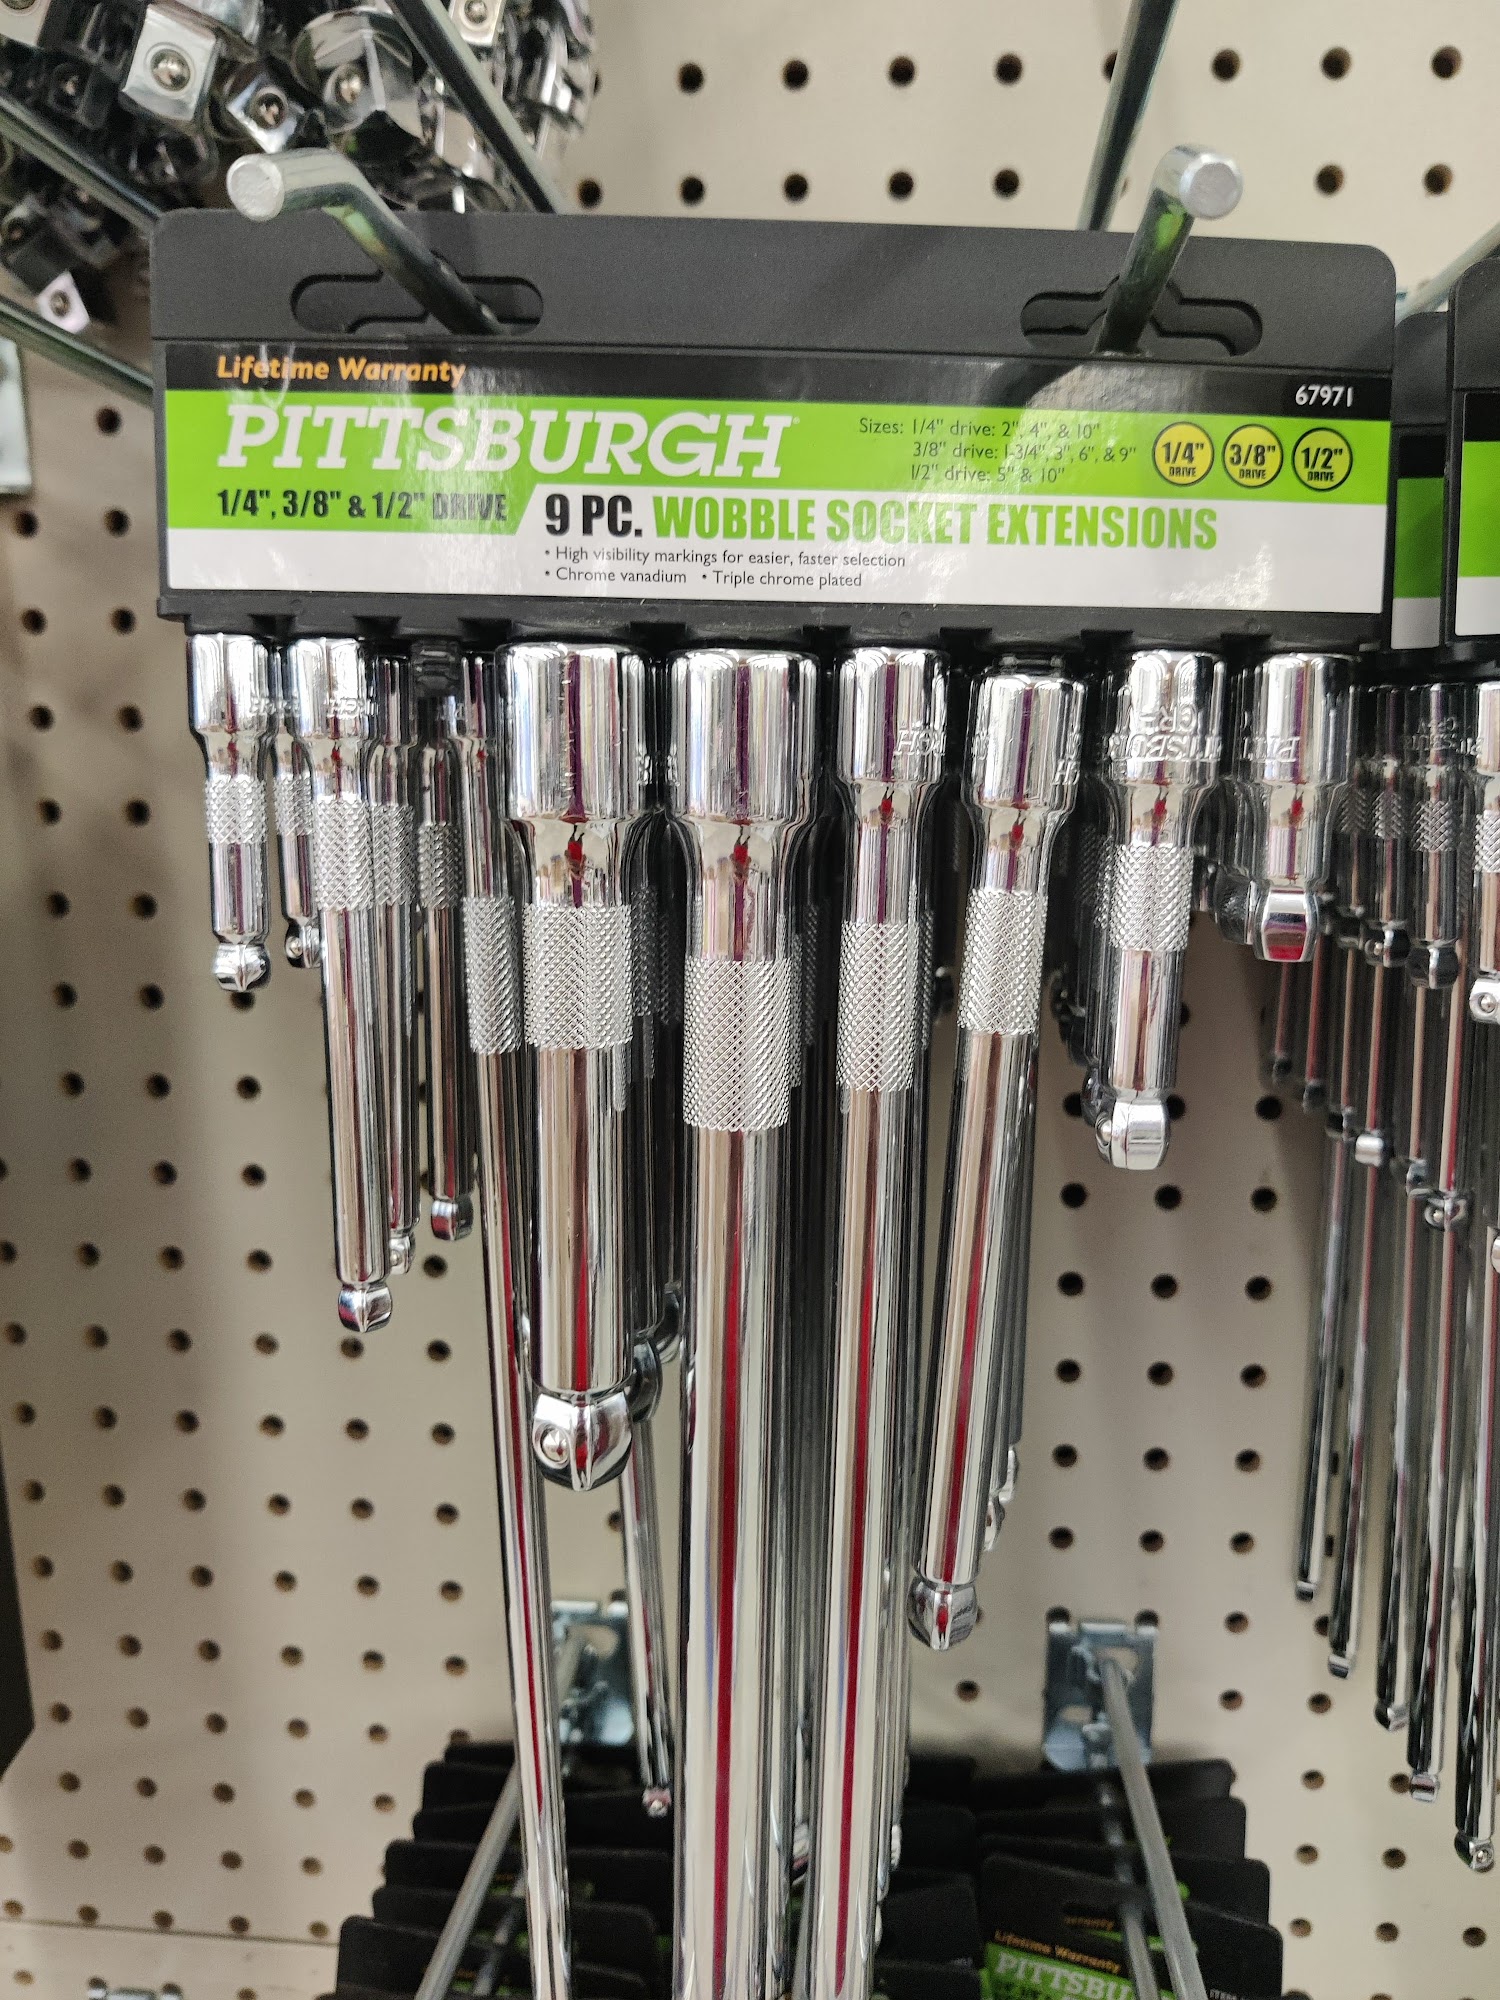 Lifetime Warranty
67971
PITTSBURGH
Sizes: 1/4" drive: 2", 4", & 10"
3/8" drive: 1-3/4", 3", 6", & 9"
1/2" drive: 5" & 10"
1/4" DRIVE
3/8" DRIVE
1/2" DRIVE
1/4", 3/8" & 1/2" DRIVE
9 PC. WOBBLE SOCKET EXTENSIONS
• High visibility markings for easier, faster selection
• Chrome vanadium • Triple chrome plated
Lifetime Warranty
PITTSBU